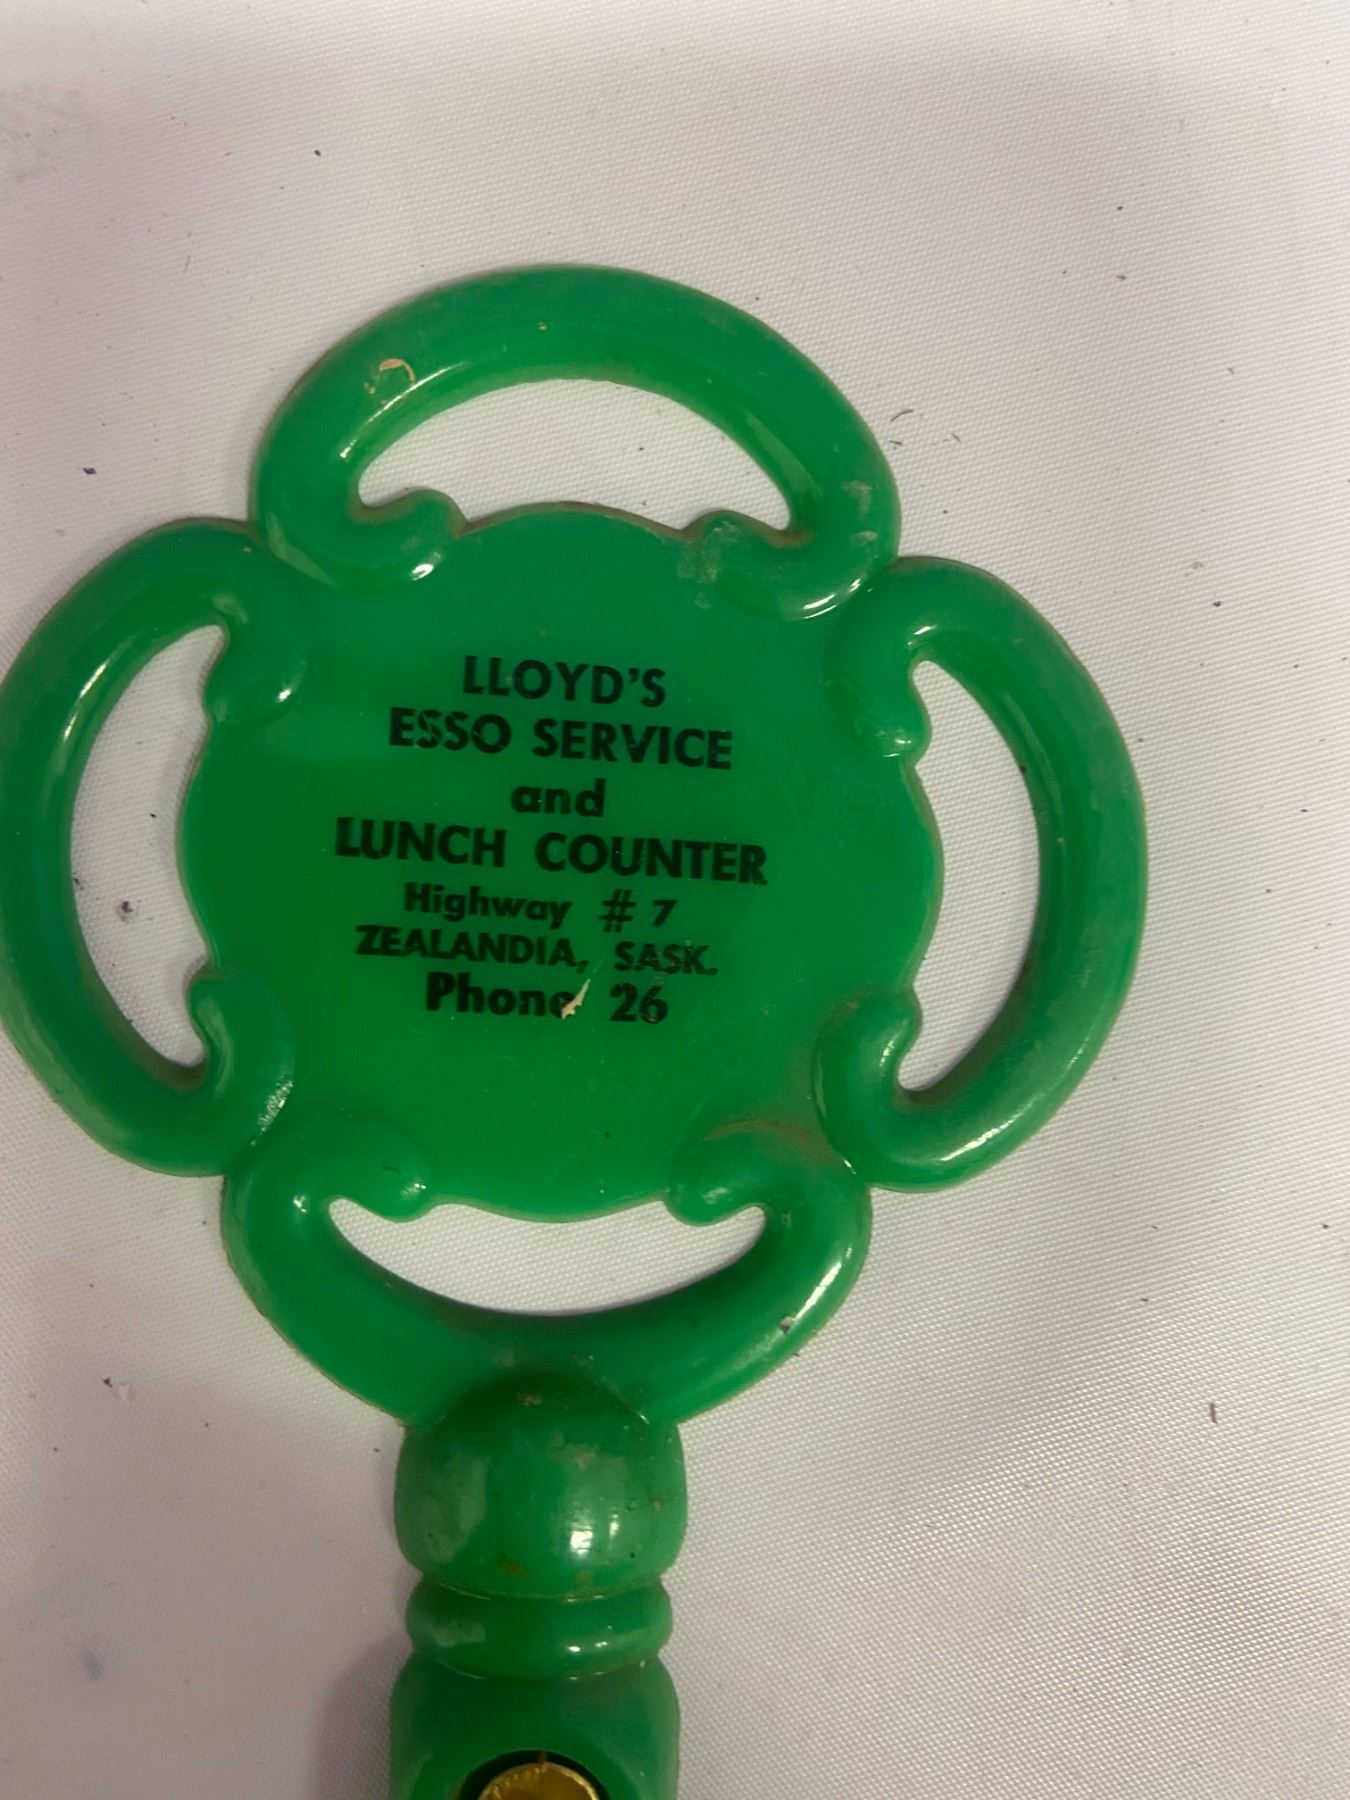 LLOYD'S
ESSO SERVICE
and
LUNCH COUNTER
Highway # 7
ZEALANDIA, SASK.
Phone 26